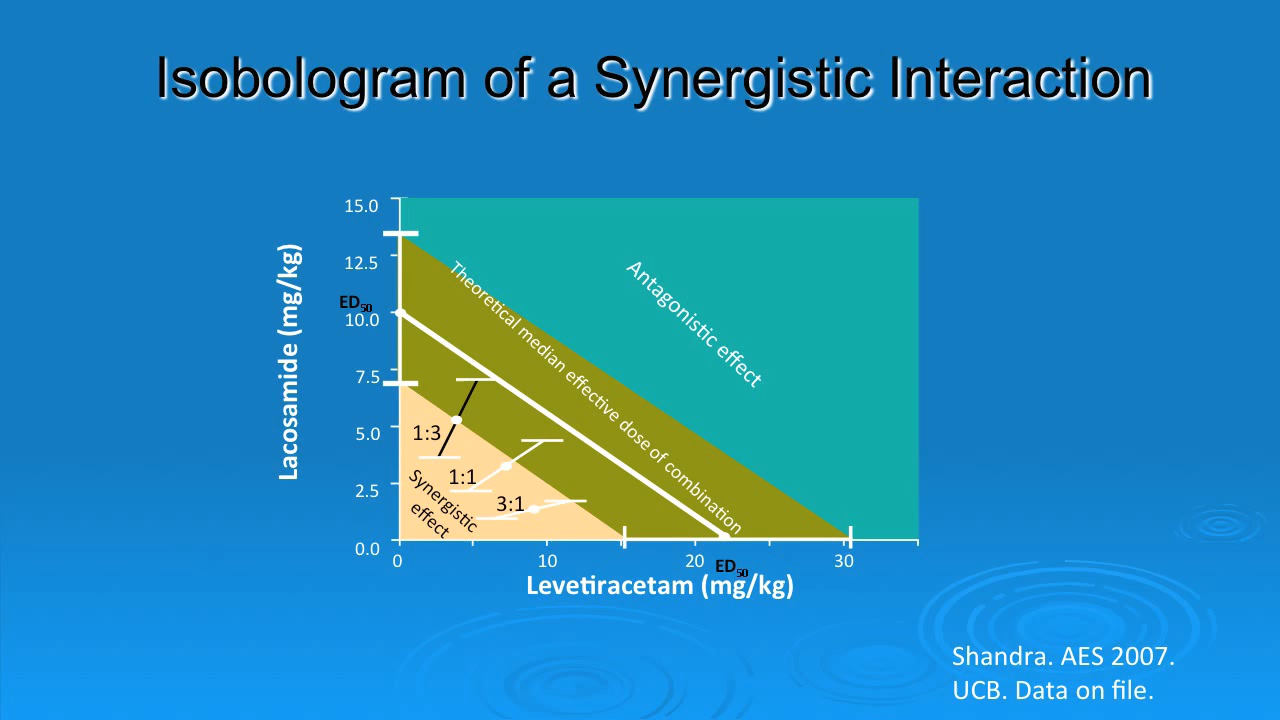 Isobologram of a Synergistic Interaction
15.0
12.5
ED50
10.0
7.5
5.0
2.5
0.0
Lacosamide (mg/kg)
Theoretical median effective dose of combination
Antagonistic effect
1:3
1:1
3:1
Synergistic
effect
0
10
20
30
ED50
Levetiracetam (mg/kg)
Shandra. AES 2007.
UCB. Data on file.